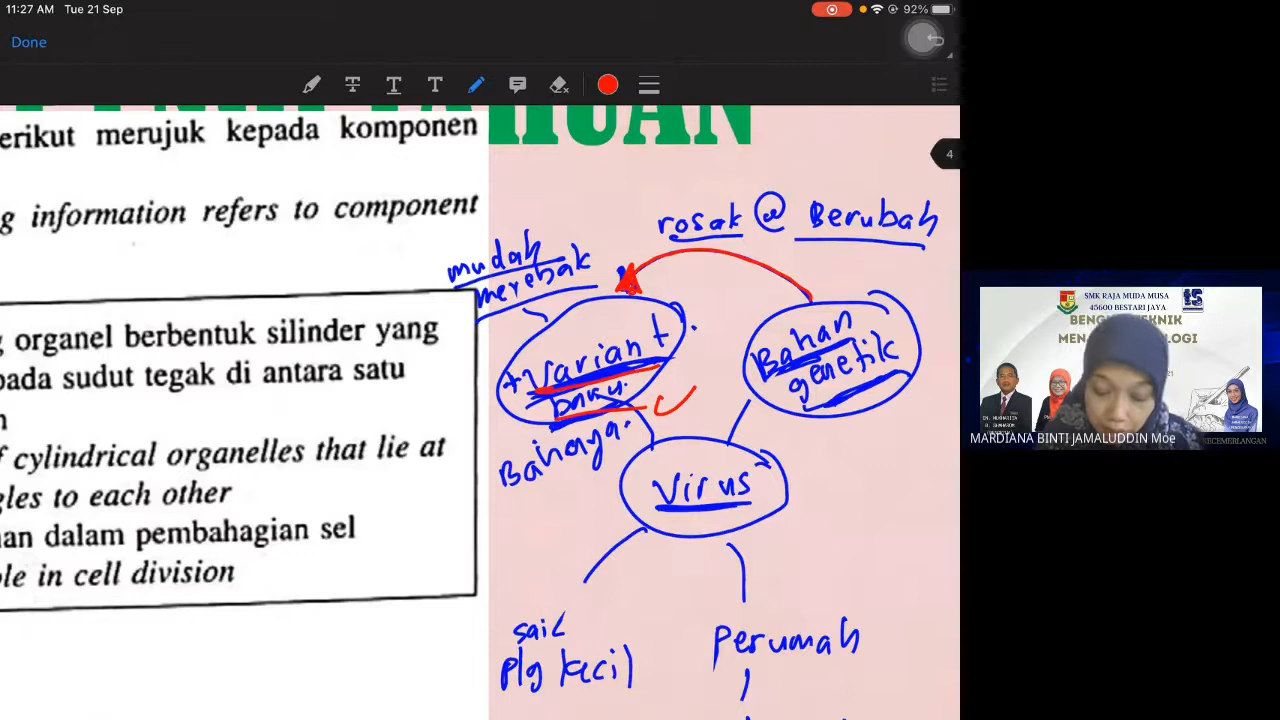 11:27 AM Tue 21 Sep
92%
Done
4
erikut merujuk kepada komponen
g information refers to component
organel berbentuk silinder yang
pada sudut tegak di antara satu
n
f cylindrical organelles that lie at
gles to each other
an dalam pembahagian sel
ole in cell division
HUAN
rosak @ Berubah
mudah
merebak
+ Variant
baru
Bahaya.
Bahan
genetik
Virus
saiz
plg kecil
Perumah
SMK RAJA MUDA MUSA
45600 BESTARI JAYA
MARDIANA BINTI JAMALUDDIN Moe